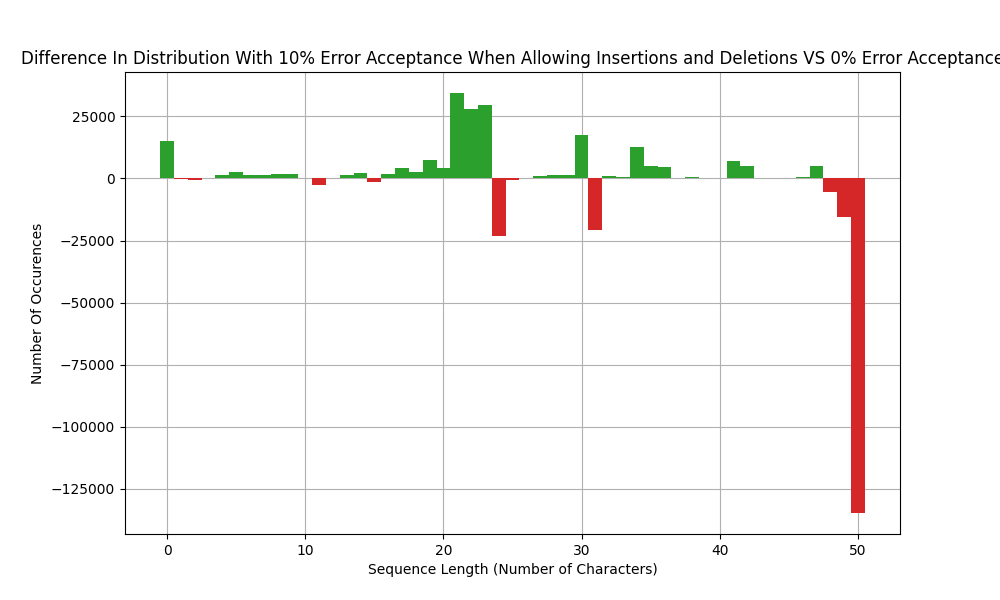 Difference In Distribution With 10% Error Acceptance When Allowing Insertions and Deletions VS 0% Error Acceptance
25000
0
−25000
−50000
−75000
−100000
−125000
Number Of Occurences
0 10 20 30 40 50
Sequence Length (Number of Characters)